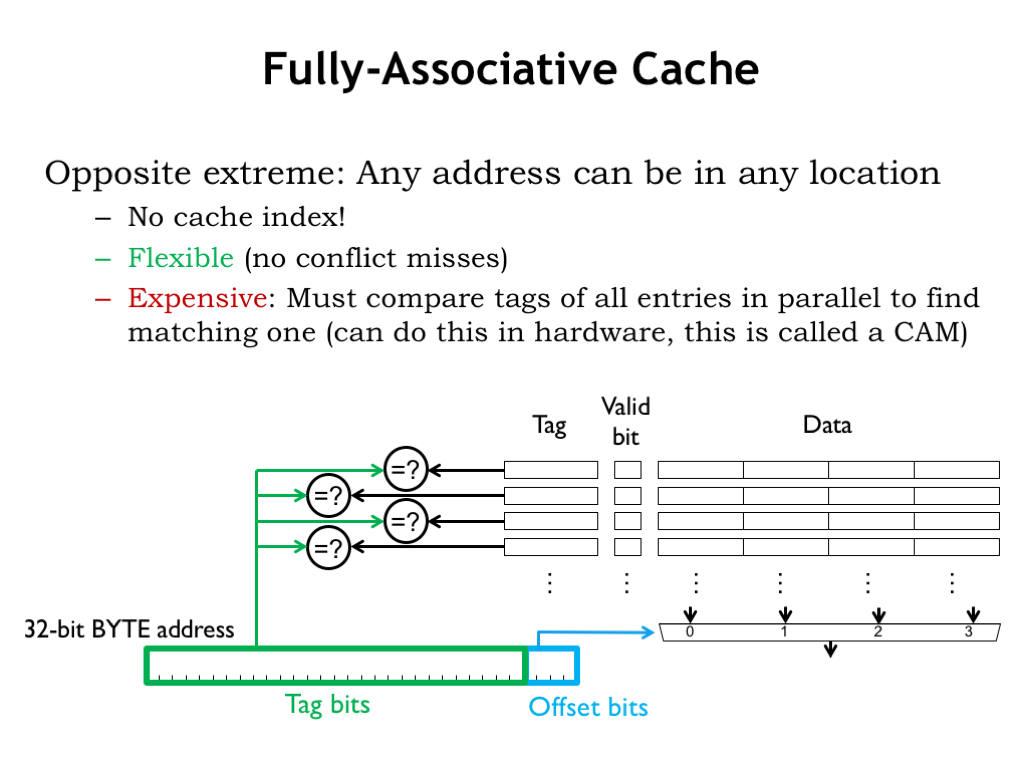 Fully-Associative Cache
Opposite extreme: Any address can be in any location
– No cache index!
– Flexible (no conflict misses)
– Expensive: Must compare tags of all entries in parallel to find
matching one (can do this in hardware, this is called a CAM)
Tag
Valid
bit
Data
=?
=?
=?
=?
32-bit BYTE address
0 1 2 3
Tag bits
Offset bits